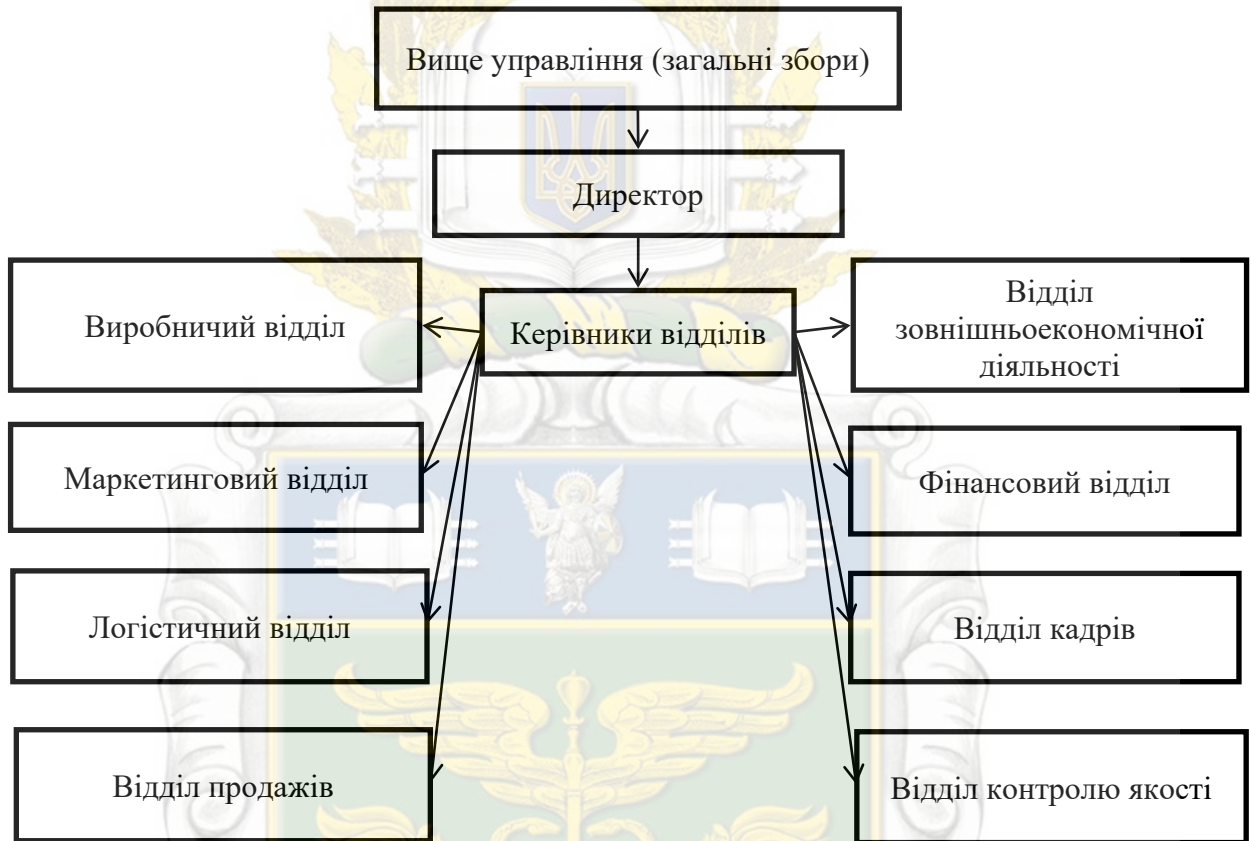 Вище управління (загальні збори)
Директор
Керівники відділів
Виробничий відділ
Маркетинговий відділ
Логістичний відділ
Відділ продажів
Відділ
зовнішньоекономічної
діяльності
Фінансовий відділ
Відділ кадрів
Відділ контролю якості